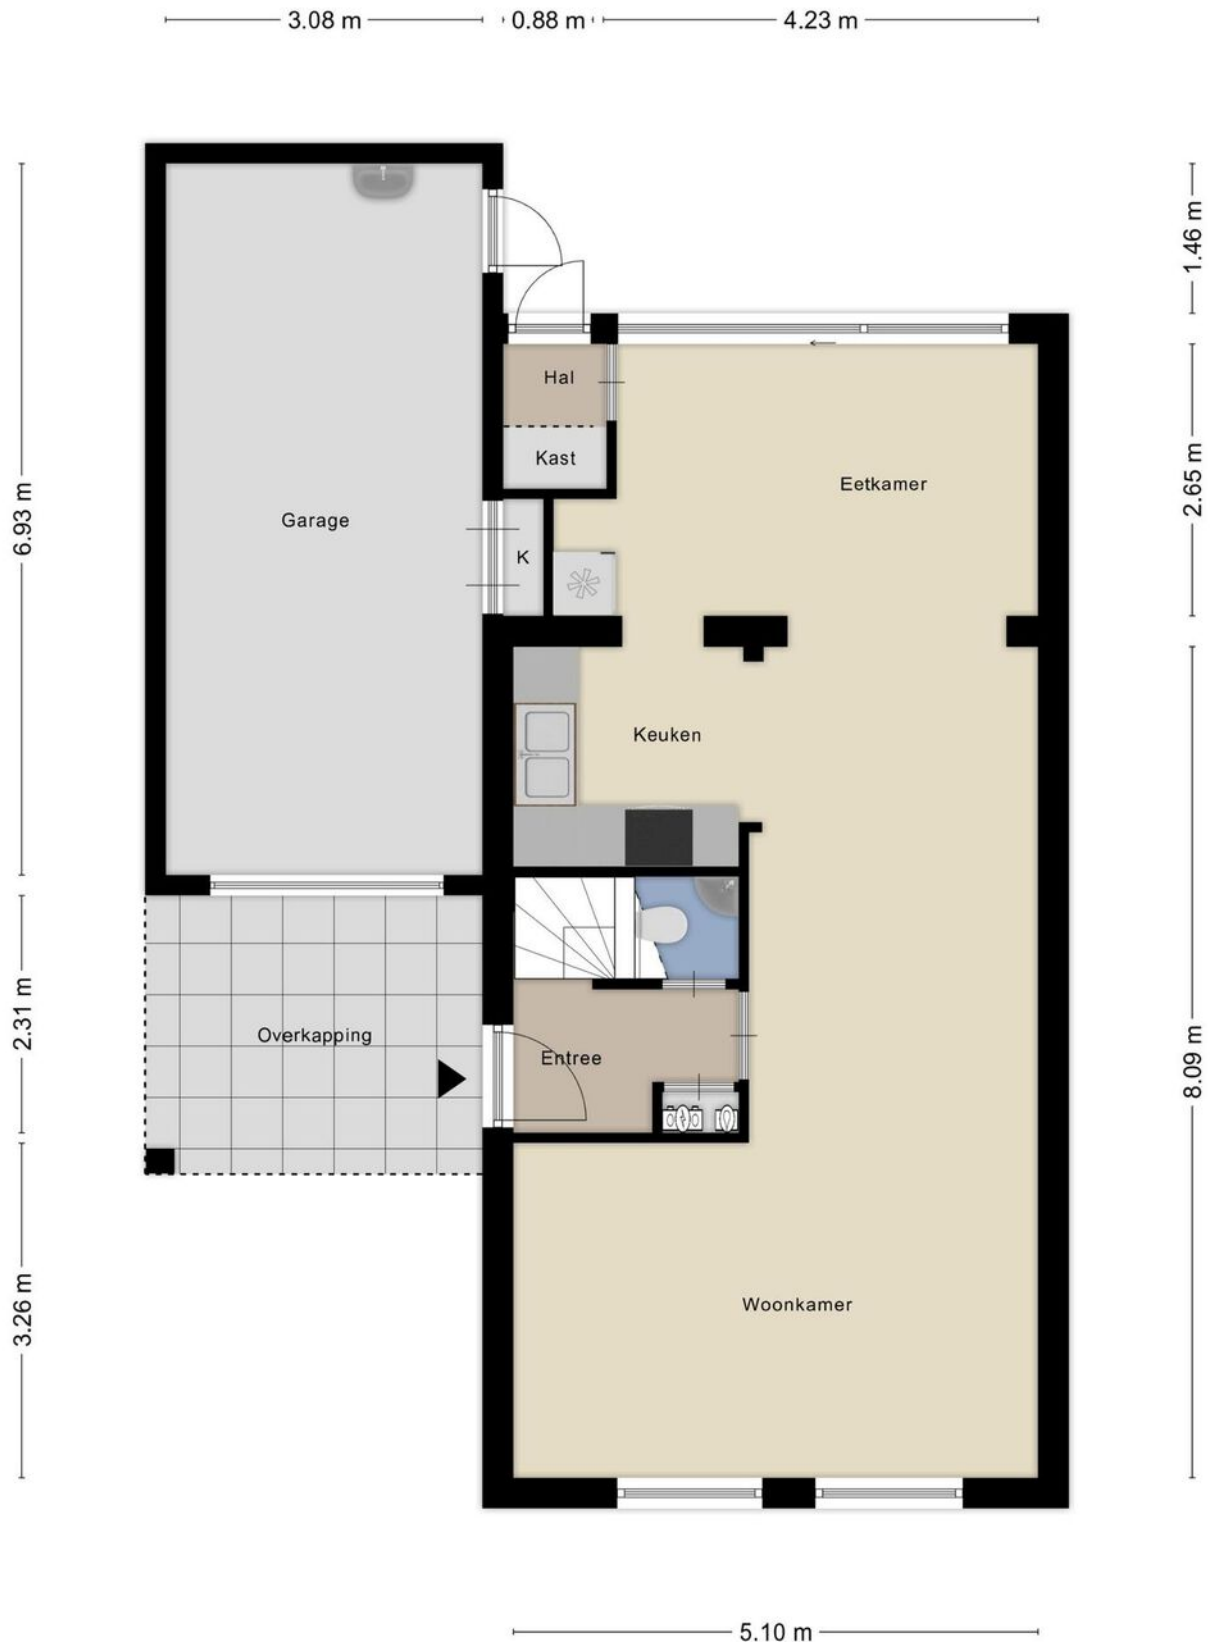 3.08 m
0.88 m
4.23 m
1.46 m
Hal
Kast
2.65 m
Eetkamer
6.93 m
Garage
K
Keuken
2.31 m
Overkapping
Entree
8.09 m
3.26 m
Woonkamer
5.10 m